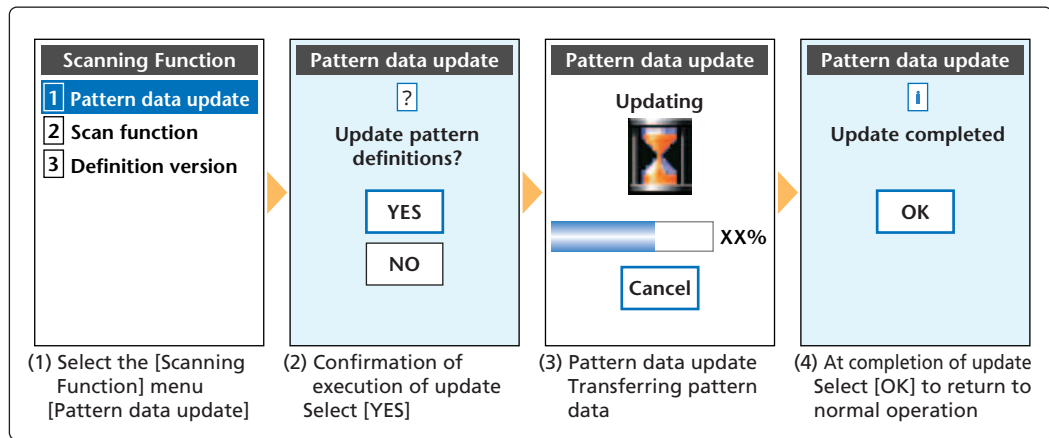 Scanning Function
1 Pattern data update
2 Scan function
3 Definition version
(1) Select the [Scanning
Function] menu
[Pattern data update]
Pattern data update
?
Update pattern
definitions?
YES
NO
(2) Confirmation of
execution of update
Select [YES]
Pattern data update
Updating
XX%
Cancel
(3) Pattern data update
Transferring pattern
data
Pattern data update
i
Update completed
OK
(4) At completion of update
Select [OK] to return to
normal operation